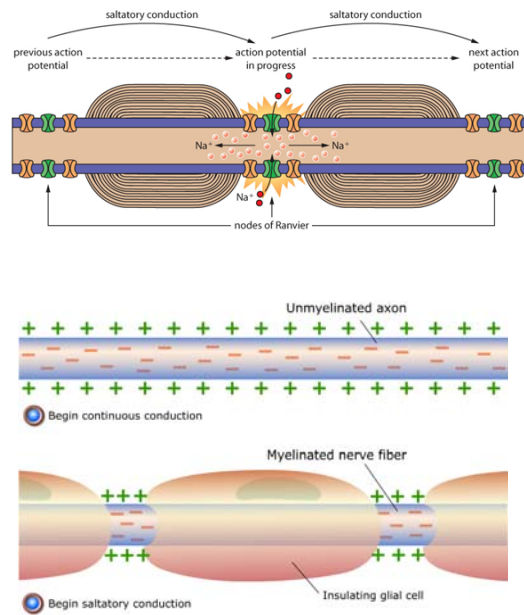 saltatory conduction
saltatory conduction
previous action
potential
action potential
in progress
next action
potential
Na⁺
Na⁺
Na⁺
nodes of Ranvier
Unmyelinated axon
Begin continuous conduction
Myelinated nerve fiber
Insulating glial cell
Begin saltatory conduction